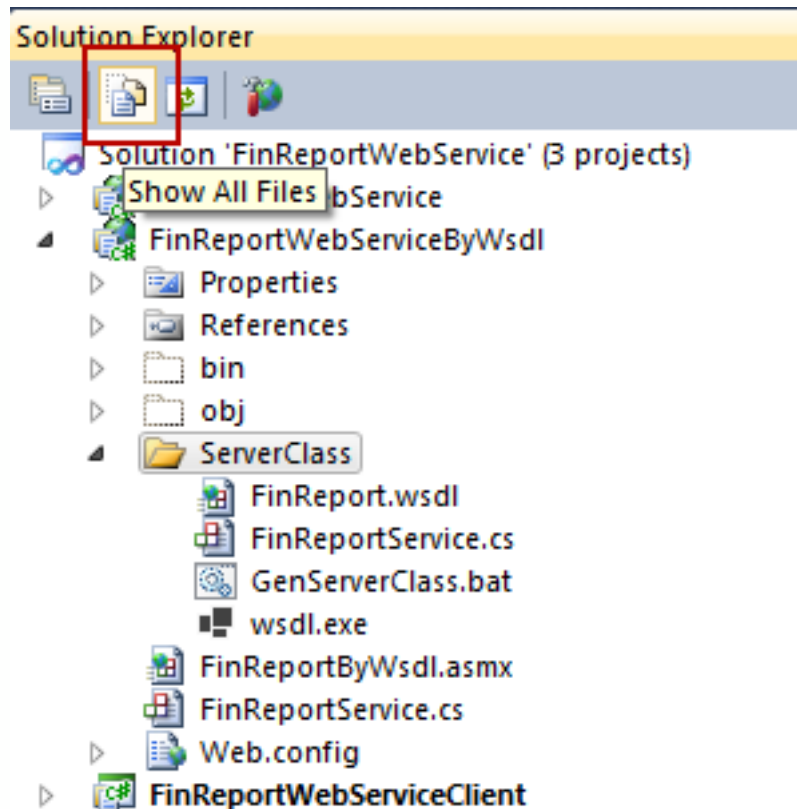 Solution Explorer
Solution 'FinReportWebService' (3 projects)
Show All Files
bService
FinReportWebServiceByWsdl
Properties
References
bin
obj
ServerClass
FinReport.wsdl
FinReportService.cs
GenServerClass.bat
wsdl.exe
FinReportByWsdl.asmx
FinReportService.cs
Web.config
FinReportWebServiceClient